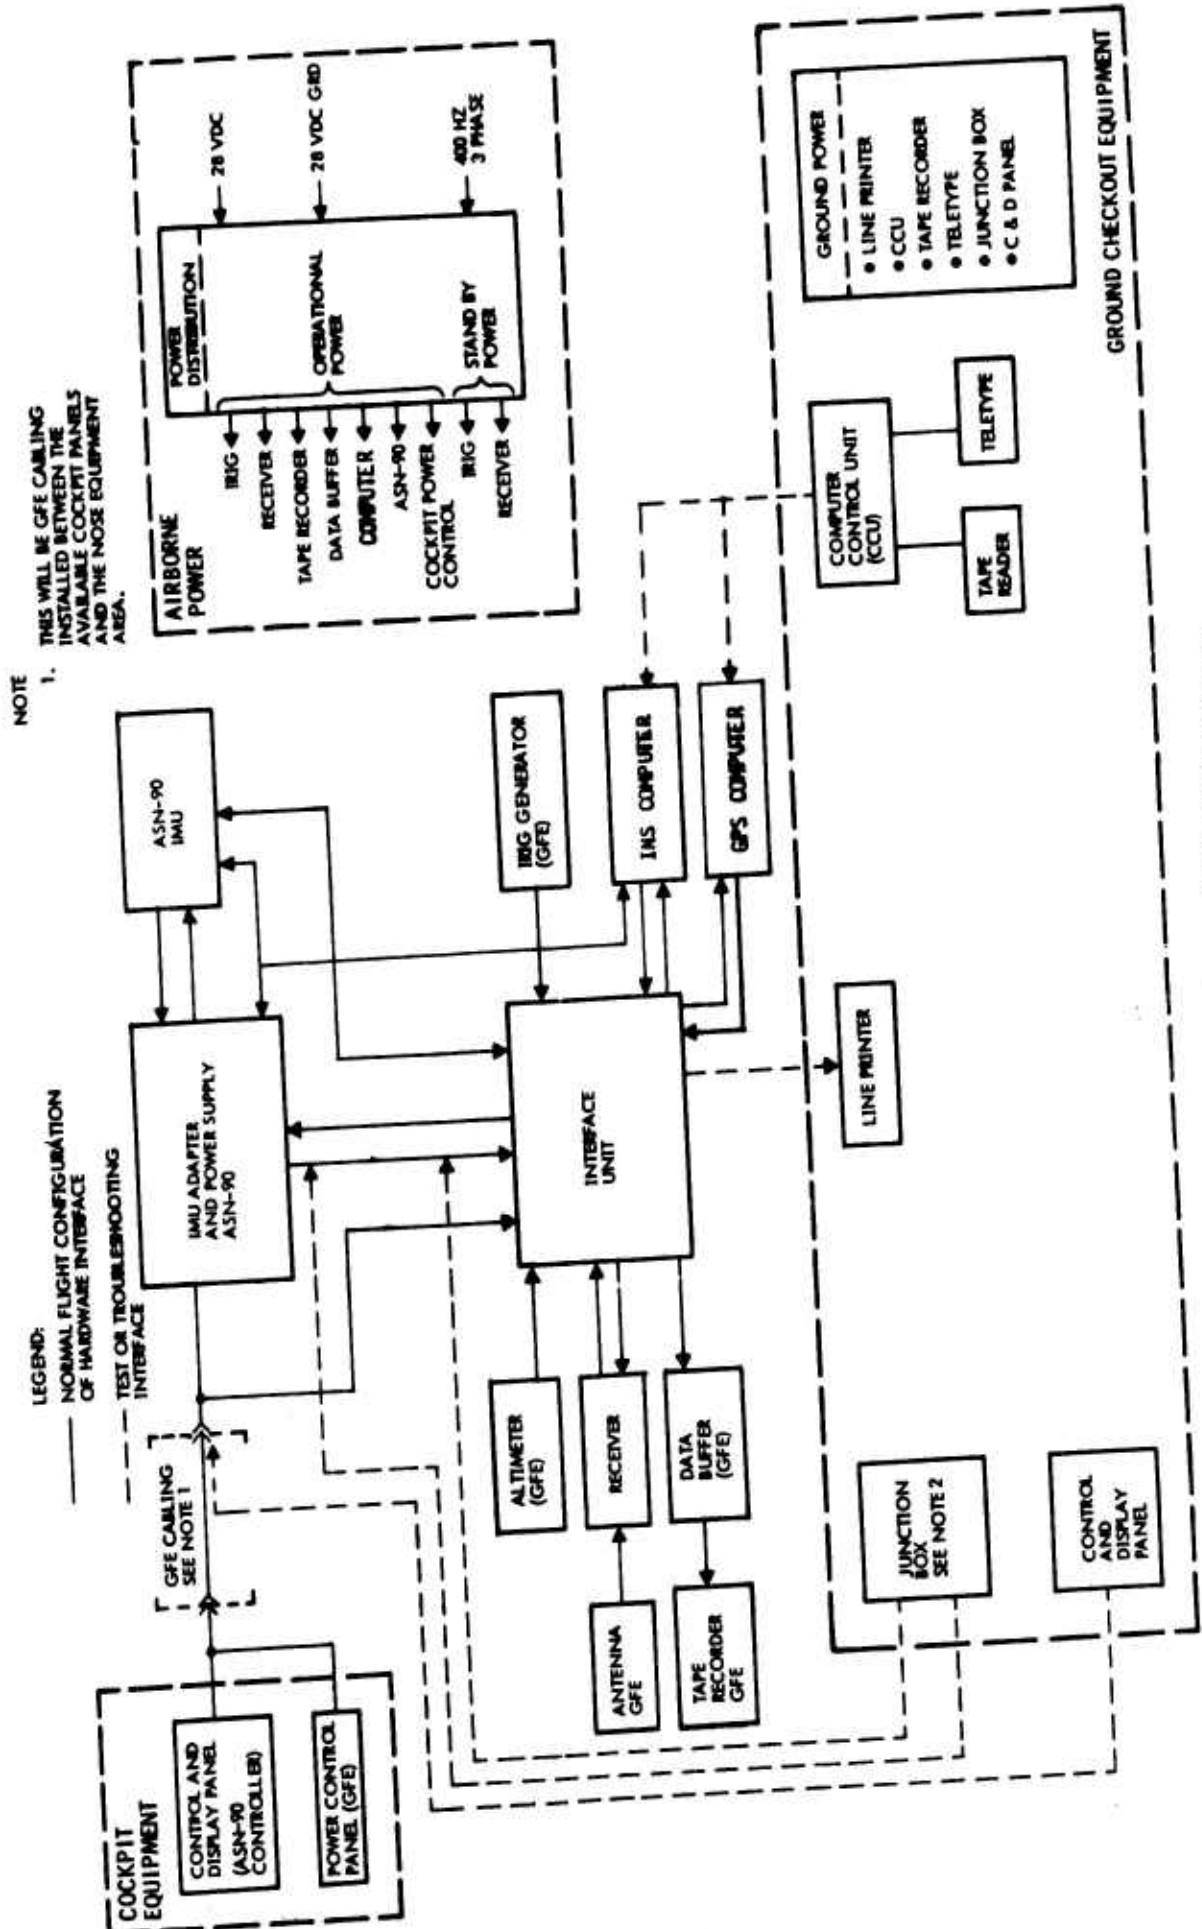 NOTE
1. THIS WILL BE GFE CABLING
INSTALLED BETWEEN THE
AVAILABLE COCKPIT PANELS
AND THE NOSE EQUIPMENT
AREA.
LEGEND:
NORMAL FLIGHT CONFIGURATION
OF HARDWARE INTERFACE
TEST OR TROUBLESHOOTING
INTERFACE
COCKPIT
EQUIPMENT
CONTROL AND
DISPLAY PANEL
(ASN-90
CONTROLLER)
POWER CONTROL
PANEL (GFE)
GFE CABLING
SEE NOTE 1
IMU ADAPTER
AND POWER SUPPLY
ASN-90
ASN-90
IMU
AIRBORNE
POWER
POWER
DISTRIBUTION
IRIG
RECEIVER
TAPE RECORDER
DATA BUFFER
COMPUTER
ASN-90
COCKPIT POWER
CONTROL
IRIG
RECEIVER
OPERATIONAL
POWER
STAND BY
POWER
28 VDC
28 VDC GRD
400 HZ
3 PHASE
ALTIMETER
(GFE)
RECEIVER
DATA
BUFFER
(GFE)
ANTENNA
GFE
TAPE
RECORDER
GFE
INTERFACE
UNIT
IRIG GENERATOR
(GFE)
INS COMPUTER
GPS COMPUTER
JUNCTION
BOX
SEE NOTE 2
CONTROL
AND
DISPLAY
PANEL
LINE PRINTER
COMPUTER
CONTROL UNIT
(CCU)
TAPE
READER
TELETYPE
GROUND POWER
● LINE PRINTER
● CCU
● TAPE RECORDER
● TELETYPE
● JUNCTION BOX
● C & D PANEL
GROUND CHECKOUT EQUIPMENT